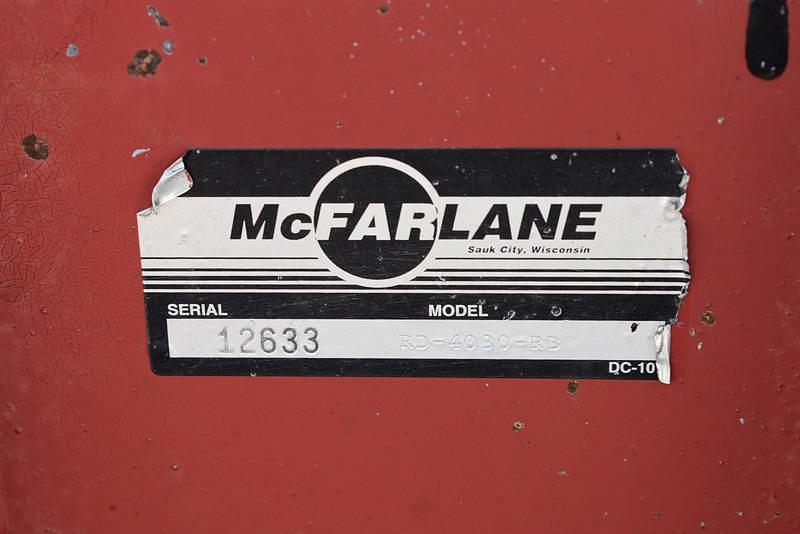 McFARLANE
Sauk City, Wisconsin
SERIAL MODEL
12633 RD-4030-RB
DC-10